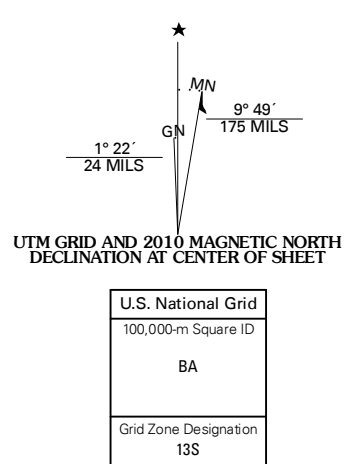 ★
MN
GN
9° 49´
175 MILS
1° 22´
24 MILS
UTM GRID AND 2010 MAGNETIC NORTH
DECLINATION AT CENTER OF SHEET
U.S. National Grid
100,000-m Square ID
BA
Grid Zone Designation
13S